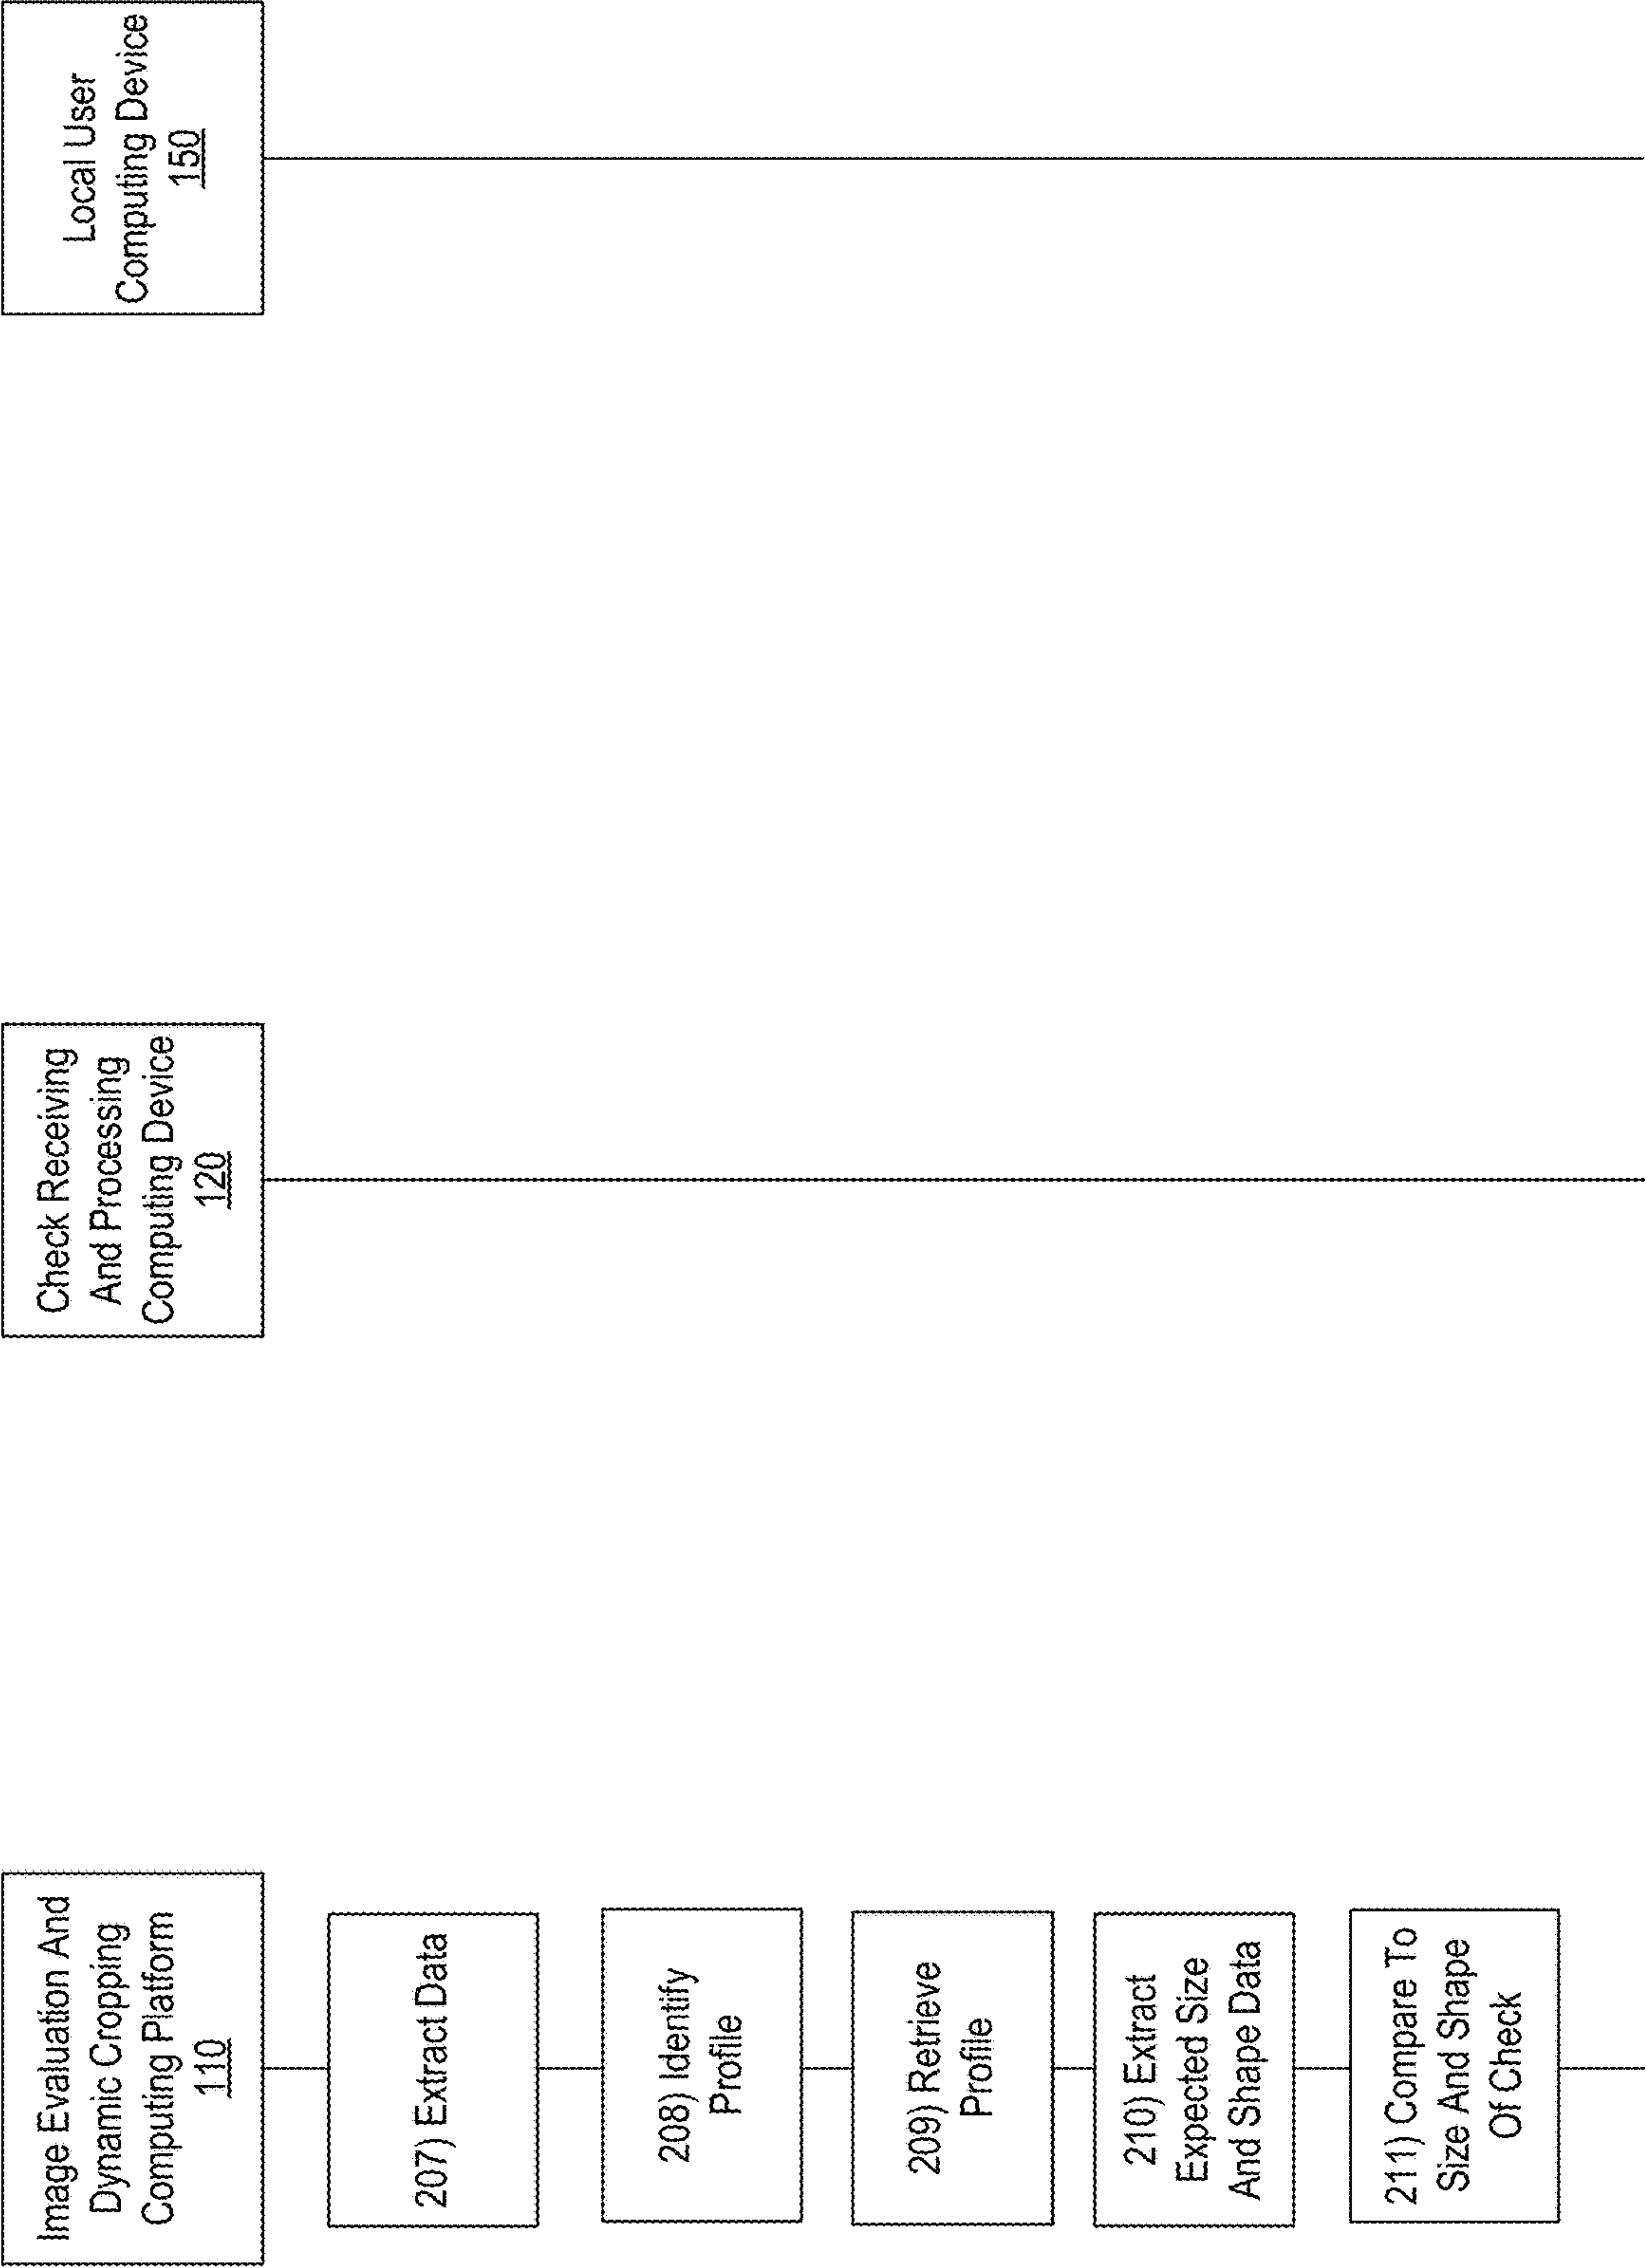 Image Evaluation And
Dynamic Cropping
Computing Platform
110
Check Receiving
And Processing
Computing Device
120
Local User
Computing Device
150
207) Extract Data
208) Identify
Profile
209) Retrieve
Profile
210) Extract
Expected Size
And Shape Data
211) Compare To
Size And Shape
Of Check